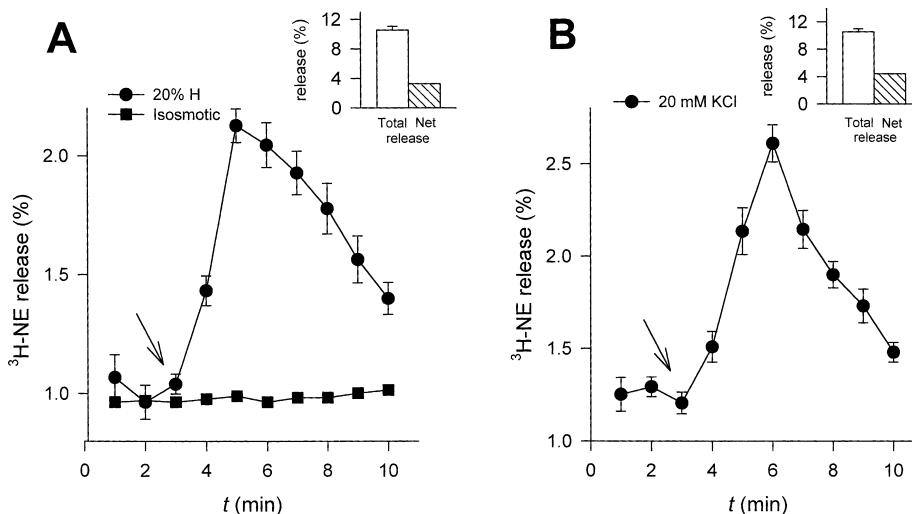 A
20% H
Isosmotic
³H-NE release (%)
2.0
1.5
1.0
0 2 4 6 8 10
t (min)
release (%)
12
8
4
0
Total Net
release
B
20 mM KCl
³H-NE release (%)
2.5
2.0
1.5
1.0
0 2 4 6 8 10
t (min)
release (%)
12
8
4
0
Total Net
release